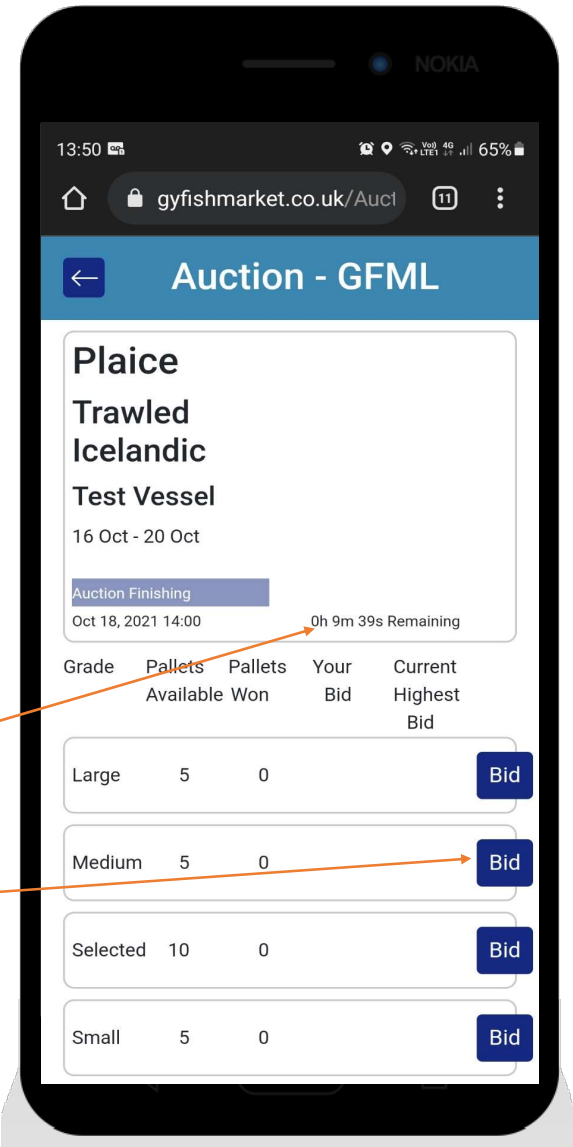 NOKIA
13:50 65%
gyfishmarket.co.uk/Auct 11
Auction - GFML
Plaice
Trawled
Icelandic
Test Vessel
16 Oct - 20 Oct
Auction Finishing
Oct 18, 2021 14:00 0h 9m 39s Remaining
Grade Pallets Pallets Your Current
Available Won Bid Highest
Bid
Large 5 0 Bid
Medium 5 0 Bid
Selected 10 0 Bid
Small 5 0 Bid